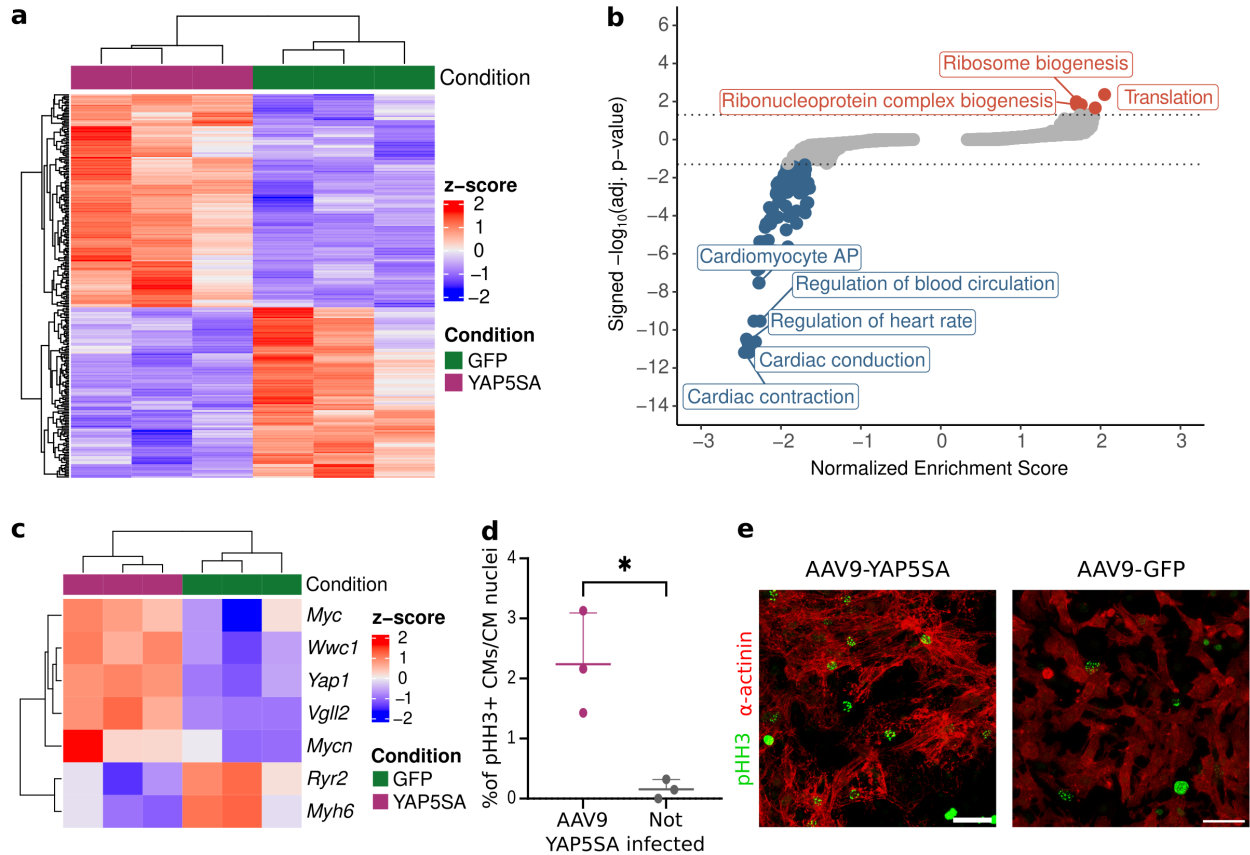 a
Condition
z−score
2
1
0
−1
−2
Condition
GFP
YAP5SA
b
Signed −log10(adj. p−value)
6
4
2
0
−2
−4
−6
−8
−10
−12
−14
Ribosome biogenesis
Ribonucleoprotein complex biogenesis
Translation
Cardiomyocyte AP
Regulation of blood circulation
Regulation of heart rate
Cardiac conduction
Cardiac contraction
−3 −2 −1 0 1 2 3
Normalized Enrichment Score
c
Condition
Myc
Wwc1
Yap1
Vgll2
Mycn
Ryr2
Myh6
z−score
2
1
0
−1
−2
Condition
GFP
YAP5SA
d
%of pHH3+ CMs/CM nuclei
4
3
2
1
0
*
AAV9 Not
YAP5SA infected
e
AAV9-YAP5SA AAV9-GFP
pHH3 α-actinin